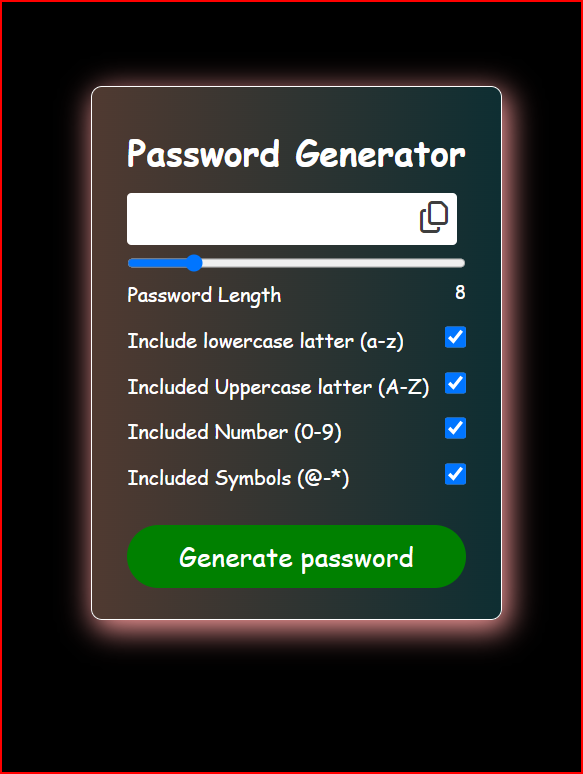 Password Generator
Password Length 8
Include lowercase latter (a-z)
Included Uppercase latter (A-Z)
Included Number (0-9)
Included Symbols (@-*)
Generate password